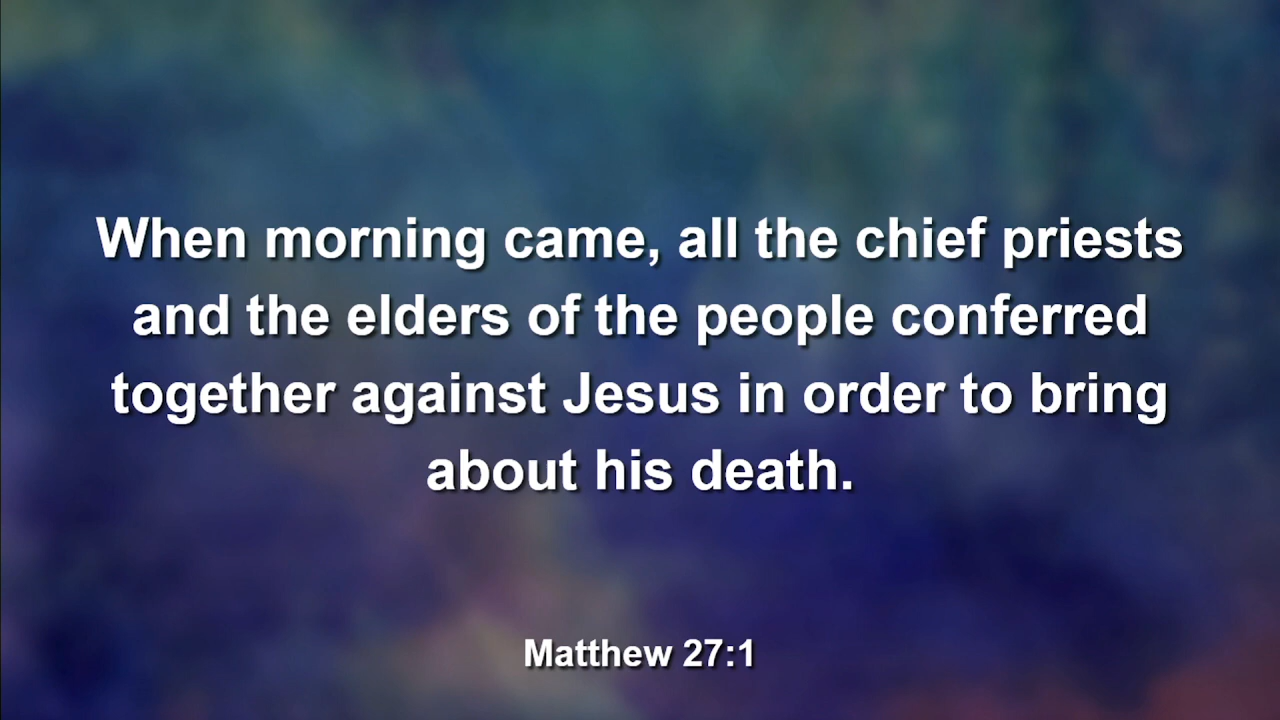 When morning came, all the chief priests
and the elders of the people conferred
together against Jesus in order to bring
about his death.
Matthew 27:1